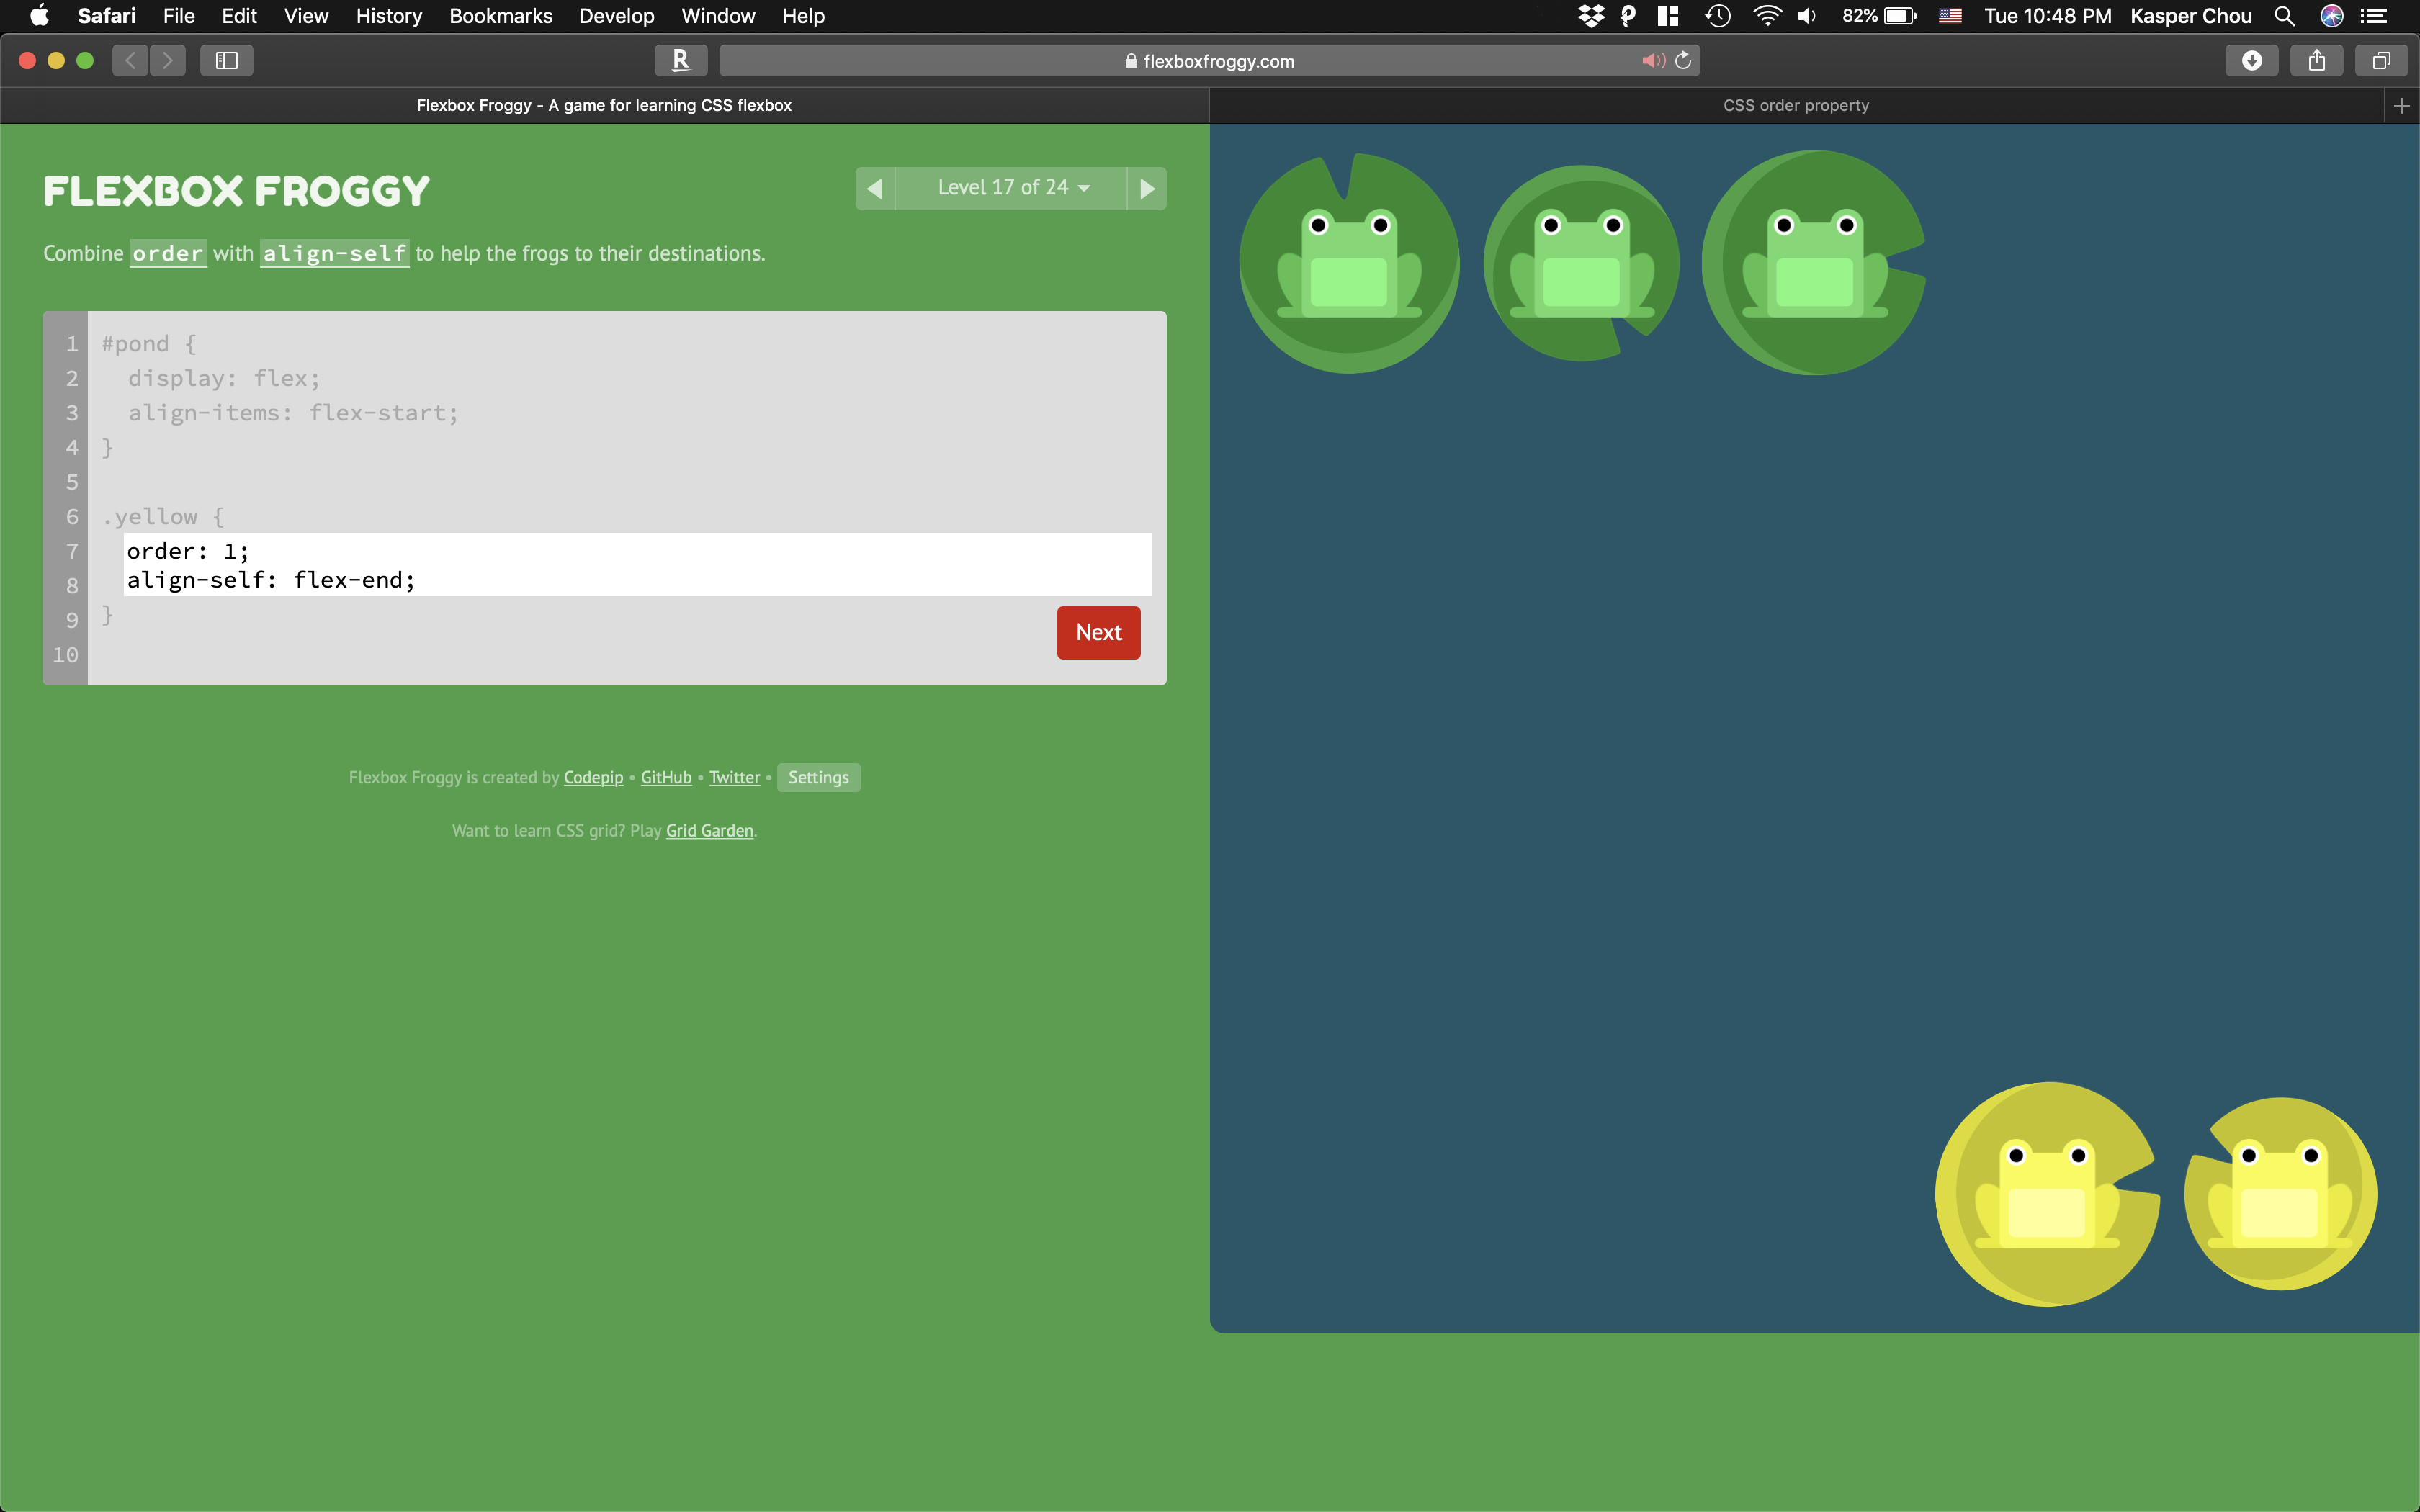 Safari File Edit View History Bookmarks Develop Window Help 82% Tue 10:48 PM Kasper Chou
R flexboxfroggy.com
Flexbox Froggy - A game for learning CSS flexbox CSS order property
FLEXBOX FROGGY
Level 17 of 24
Combine order with align-self to help the frogs to their destinations.
1 #pond {
2 display: flex;
3 align-items: flex-start;
4 }
5
6 .yellow {
7 order: 1;
8 align-self: flex-end;
9 }
10
Next
Flexbox Froggy is created by Codepip • GitHub • Twitter • Settings
Want to learn CSS grid? Play Grid Garden.